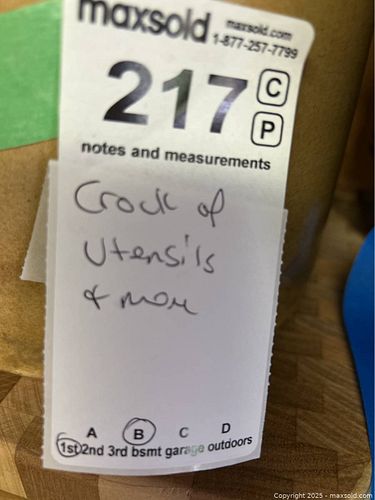 maxsold maxsold.com
1-877-257-7799
217 C
P
notes and measurements
Crock of
Utensils
& more
A B C D
1st 2nd 3rd bsmt garage outdoors
Copyright 2025 - maxsold.com